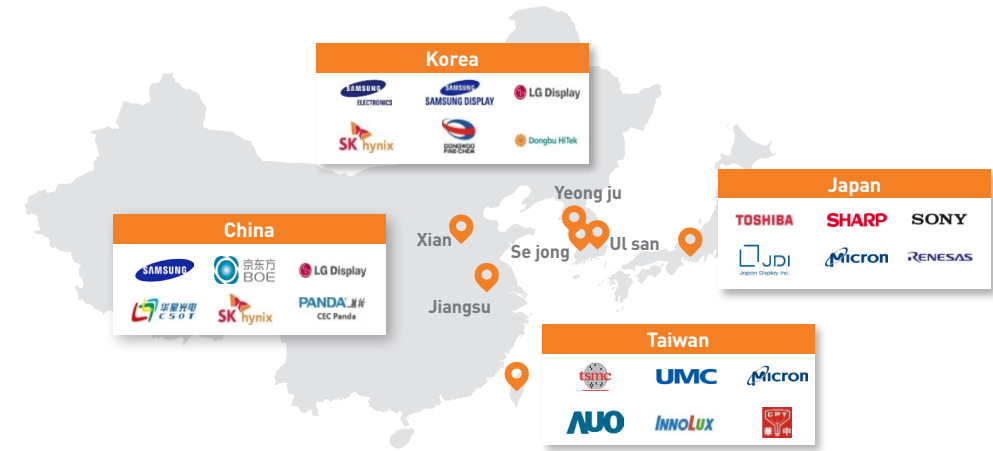 Korea
SAMSUNG
ELECTRONICS
SAMSUNG
SAMSUNG DISPLAY
LG Display
SK hynix
DONGWOO
FINE-CHEM
Dongbu HiTek
Yeong ju
Xian
Se jong
Ul san
Jiangsu
China
SAMSUNG
京东方
BOE
LG Display
华星光电
CSOT
SK hynix
PANDA
CEC Panda
Japan
TOSHIBA
SHARP
SONY
JDI
Japan Display Inc.
Micron
RENESAS
Taiwan
tsmc
UMC
Micron
AUO
INNOLUX
CPT
華
中